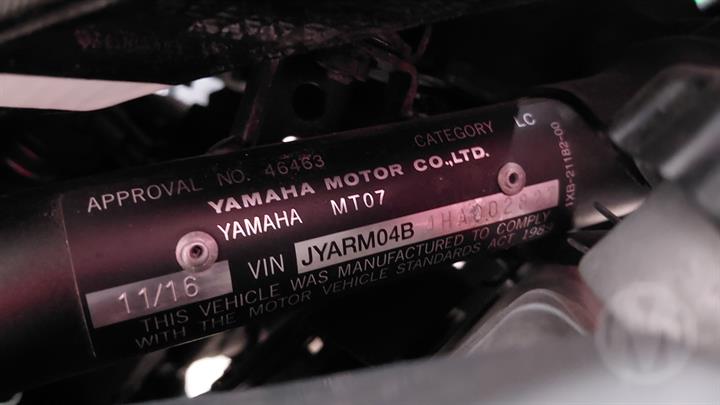 APPROVAL NO. 46463 CATEGORY LC
YAMAHA MOTOR CO.,LTD.
YAMAHA MT07
11/16 VIN JYARM04B
THIS VEHICLE WAS MANUFACTURED TO COMPLY
WITH THE MOTOR VEHICLE STANDARDS ACT 1989
1XB-21182-00